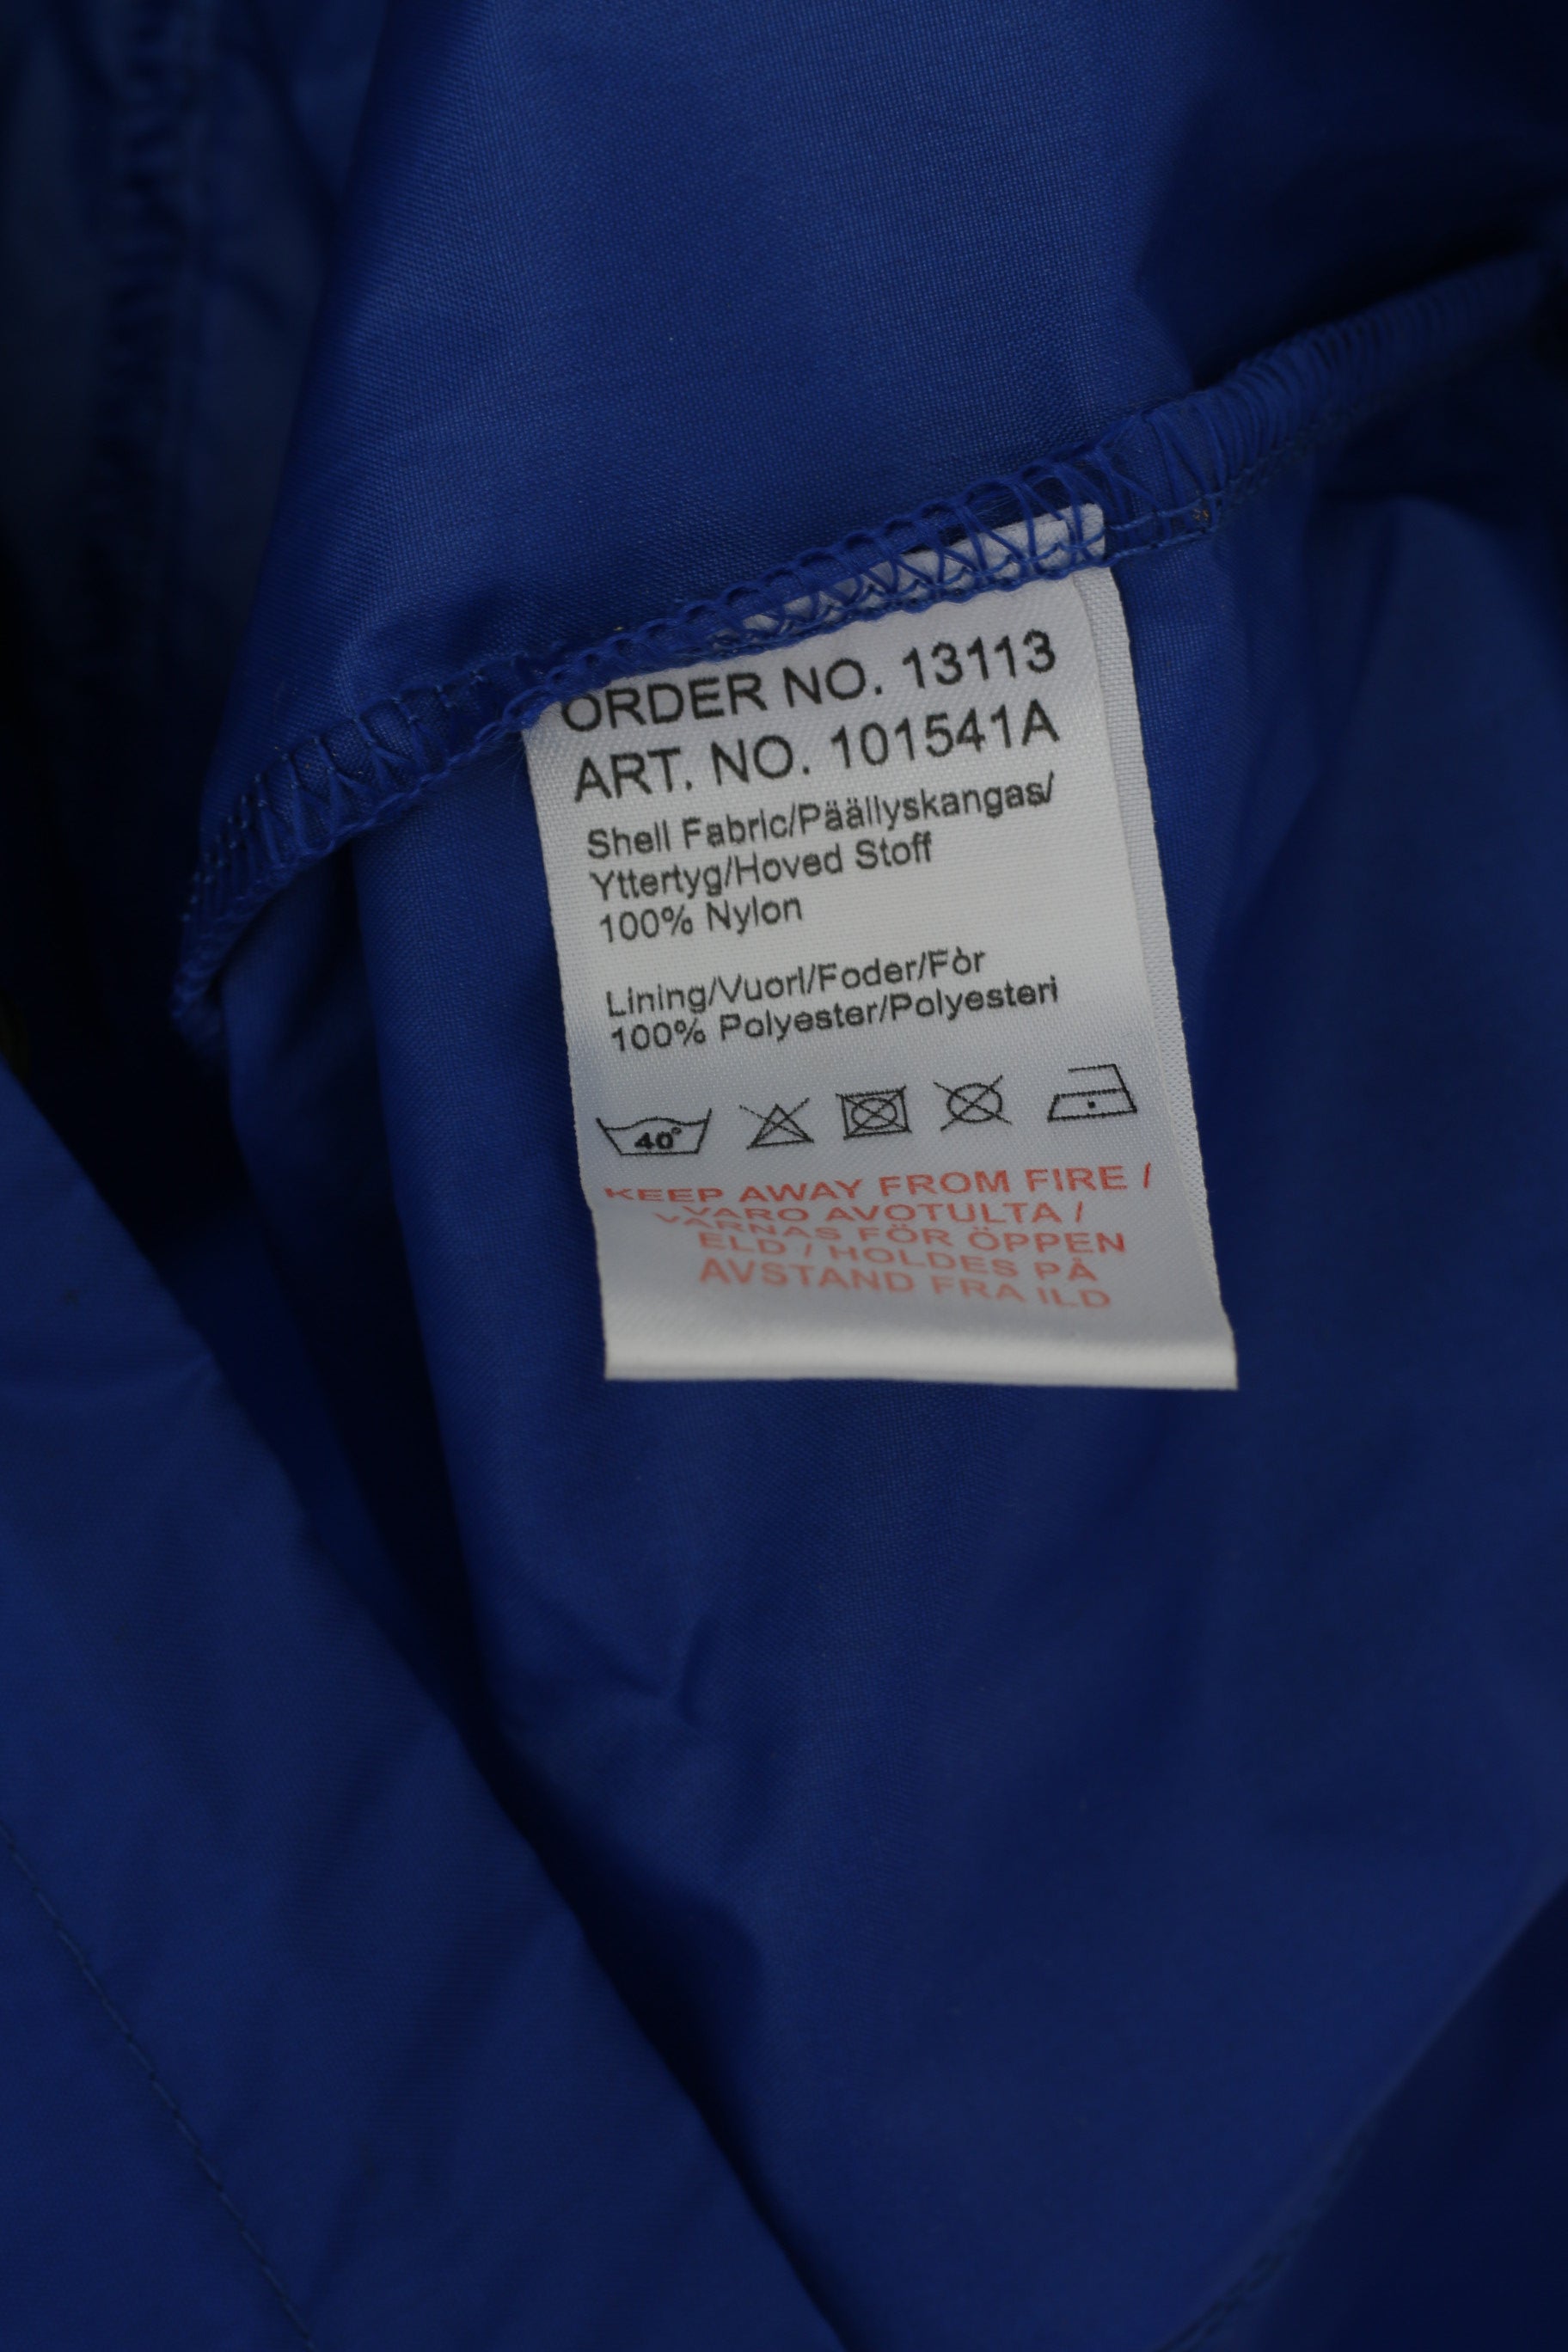 ORDER NO. 13113
ART. NO. 101541A
Shell Fabric/Päällyskangas/
Yttertyg/Hoved Stoff
100% Nylon
Lining/Vuori/Foder/Fòr
100% Polyester/Polyesteri
40°
KEEP AWAY FROM FIRE /
VARO AVOTULTA /
VARNAS FÖR ÖPPEN
ELD / HOLDES PÅ
AVSTAND FRA ILD